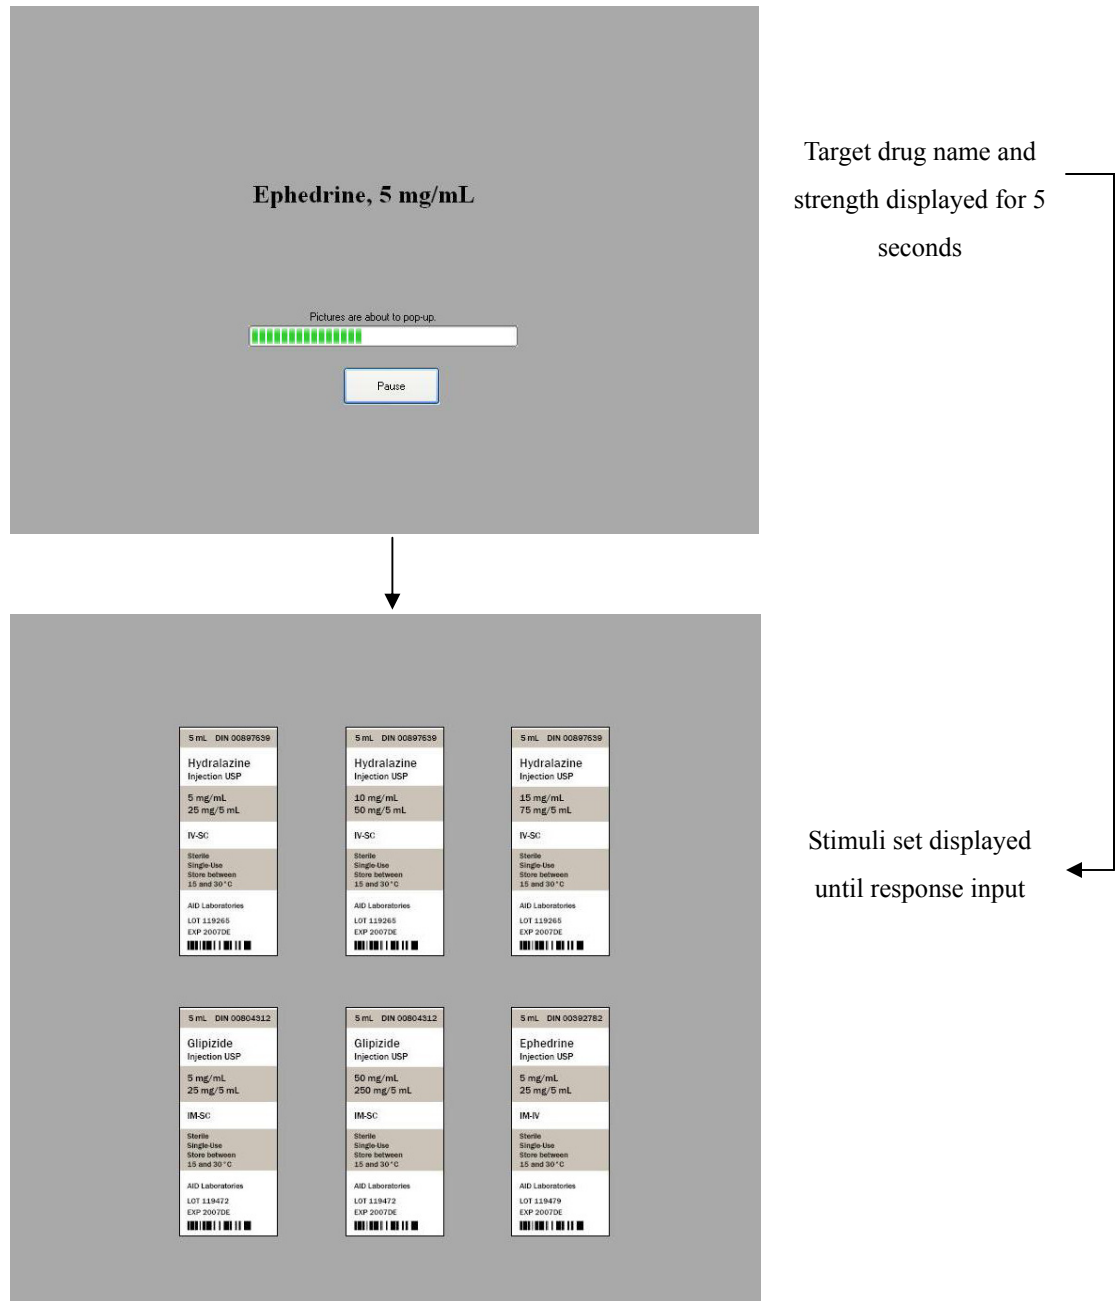 Ephedrine, 5 mg/mL
Pictures are about to pop-up.
Pause
Target drug name and
strength displayed for 5
seconds
5 mL DIN 00897639
Hydralazine
Injection USP
5 mg/mL
25 mg/5 mL
IV-SC
Sterile
Single-Use
Store between
15 and 30°C
AID Laboratories
LOT 119265
EXP 2007DE
5 mL DIN 00897639
Hydralazine
Injection USP
10 mg/mL
50 mg/5 mL
IV-SC
Sterile
Single-Use
Store between
15 and 30°C
AID Laboratories
LOT 119265
EXP 2007DE
5 mL DIN 00897639
Hydralazine
Injection USP
15 mg/mL
75 mg/5 mL
IV-SC
Sterile
Single-Use
Store between
15 and 30°C
AID Laboratories
LOT 119265
EXP 2007DE
Stimuli set displayed
until response input
5 mL DIN 00804312
Glipizide
Injection USP
5 mg/mL
25 mg/5 mL
IM-SC
Sterile
Single-Use
Store between
15 and 30°C
AID Laboratories
LOT 119472
EXP 2007DE
5 mL DIN 00804312
Glipizide
Injection USP
50 mg/mL
250 mg/5 mL
IM-SC
Sterile
Single-Use
Store between
15 and 30°C
AID Laboratories
LOT 119472
EXP 2007DE
5 mL DIN 00392782
Ephedrine
Injection USP
5 mg/mL
25 mg/5 mL
IM-IV
Sterile
Single-Use
Store between
15 and 30°C
AID Laboratories
LOT 119479
EXP 2007DE